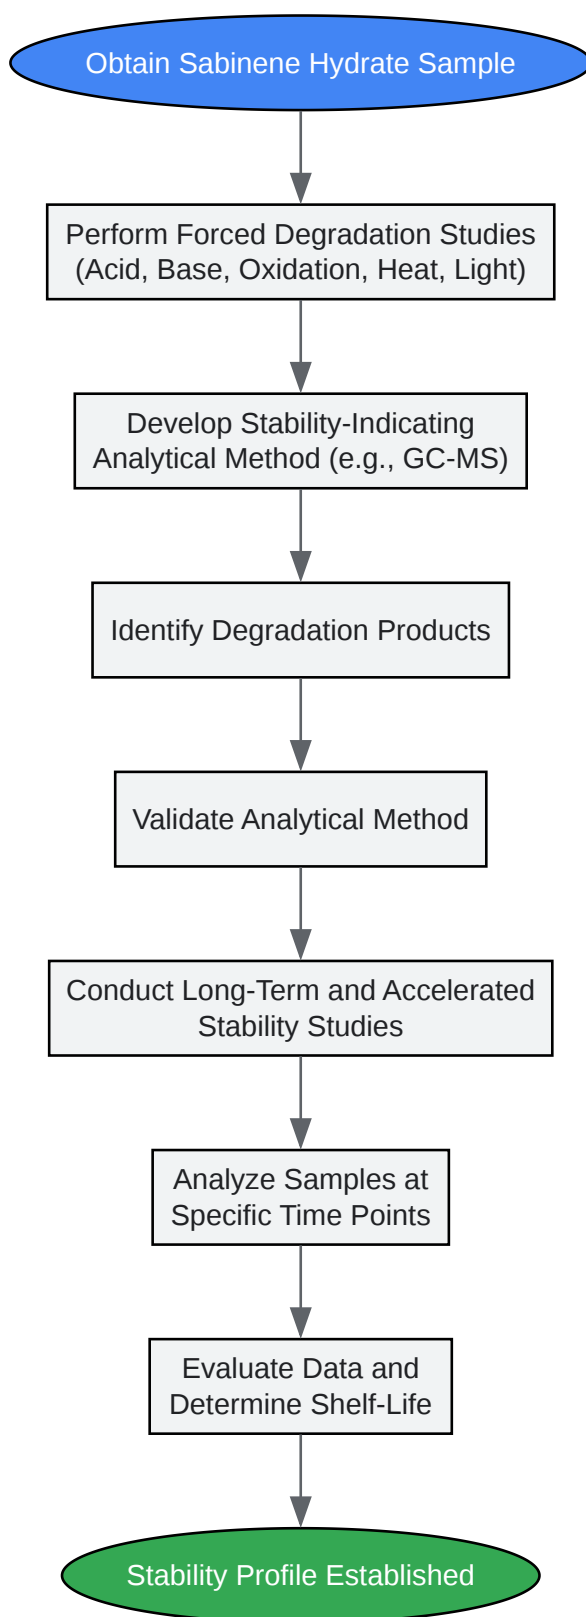 Obtain Sabinene Hydrate Sample
Perform Forced Degradation Studies
(Acid, Base, Oxidation, Heat, Light)
Develop Stability-Indicating
Analytical Method (e.g., GC-MS)
Identify Degradation Products
Validate Analytical Method
Conduct Long-Term and Accelerated
Stability Studies
Analyze Samples at
Specific Time Points
Evaluate Data and
Determine Shelf-Life
Stability Profile Established